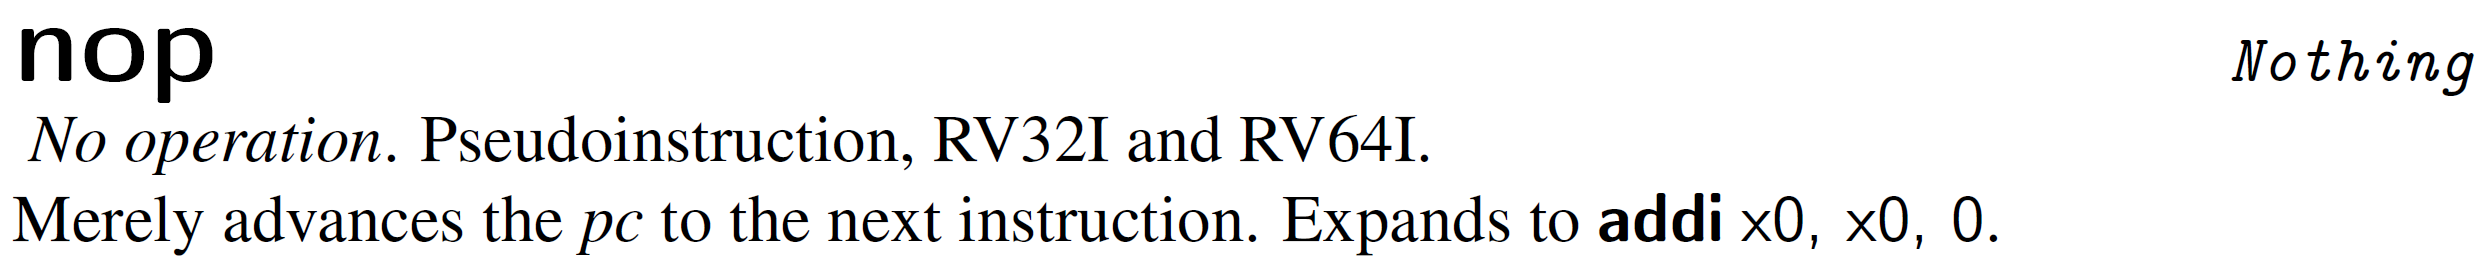 nop Nothing
No operation. Pseudoinstruction, RV32I and RV64I.
Merely advances the pc to the next instruction. Expands to addi x0, x0, 0.